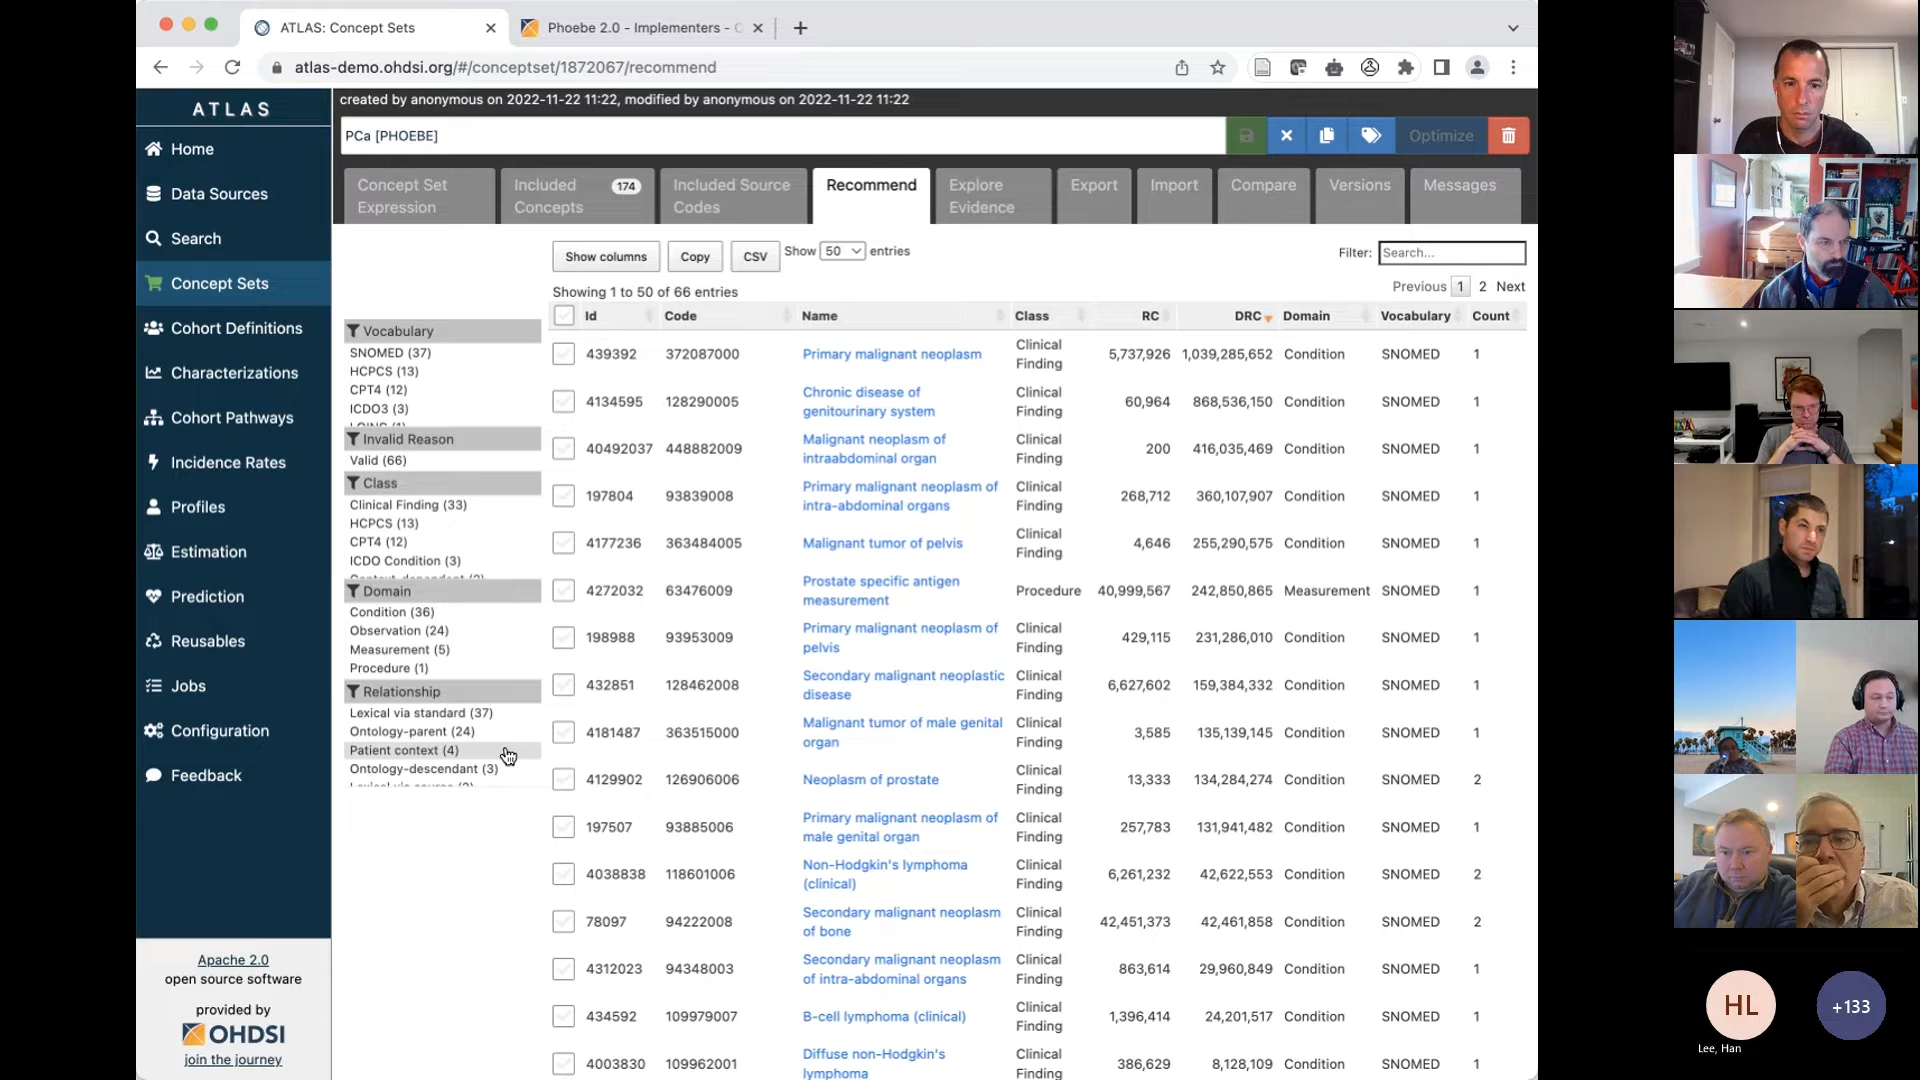 ATLAS: Concept Sets
Phoebe 2.0 - Implementers -
atlas-demo.ohdsi.org/#/conceptset/1872067/recommend
ATLAS
Home
Data Sources
Search
Concept Sets
Cohort Definitions
Characterizations
Cohort Pathways
Incidence Rates
Profiles
Estimation
Prediction
Reusables
Jobs
Configuration
Feedback
Apache 2.0
open source software
provided by
OHDSI
join the journey
created by anonymous on 2022-11-22 11:22, modified by anonymous on 2022-11-22 11:22
PCa [PHOEBE]
Optimize
Concept Set Expression
Included Concepts 174
Included Source Codes
Recommend
Explore Evidence
Export
Import
Compare
Versions
Messages
Show columns
Copy
CSV
Show 50 entries
Filter: Search...
Showing 1 to 50 of 66 entries
Previous 1 2 Next
Vocabulary
SNOMED (37)
HCPCS (13)
CPT4 (12)
ICDO3 (3)
Invalid Reason
Valid (66)
Class
Clinical Finding (33)
HCPCS (13)
CPT4 (12)
ICDO Condition (3)
Domain
Condition (36)
Observation (24)
Measurement (5)
Procedure (1)
Relationship
Lexical via standard (37)
Ontology-parent (24)
Patient context (4)
Ontology-descendant (3)
Id Code Name Class RC DRC Domain Vocabulary Count
439392 372087000 Primary malignant neoplasm Clinical Finding 5,737,926 1,039,285,652 Condition SNOMED 1
4134595 128290005 Chronic disease of genitourinary system Clinical Finding 60,964 868,536,150 Condition SNOMED 1
40492037 448882009 Malignant neoplasm of intraabdominal organ Clinical Finding 200 416,035,469 Condition SNOMED 1
197804 93839008 Primary malignant neoplasm of intra-abdominal organs Clinical Finding 268,712 360,107,907 Condition SNOMED 1
4177236 363484005 Malignant tumor of pelvis Clinical Finding 4,646 255,290,575 Condition SNOMED 1
4272032 63476009 Prostate specific antigen measurement Procedure 40,999,567 242,850,865 Measurement SNOMED 1
198988 93953009 Primary malignant neoplasm of pelvis Clinical Finding 429,115 231,286,010 Condition SNOMED 1
432851 128462008 Secondary malignant neoplastic disease Clinical Finding 6,627,602 159,384,332 Condition SNOMED 1
4181487 363515000 Malignant tumor of male genital organ Clinical Finding 3,585 135,139,145 Condition SNOMED 1
4129902 126906006 Neoplasm of prostate Clinical Finding 13,333 134,284,274 Condition SNOMED 2
197507 93885006 Primary malignant neoplasm of male genital organ Clinical Finding 257,783 131,941,482 Condition SNOMED 1
4038838 118601006 Non-Hodgkin's lymphoma (clinical) Clinical Finding 6,261,232 42,622,553 Condition SNOMED 2
78097 94222008 Secondary malignant neoplasm of bone Clinical Finding 42,451,373 42,461,858 Condition SNOMED 2
4312023 94348003 Secondary malignant neoplasm of intra-abdominal organs Clinical Finding 863,614 29,960,849 Condition SNOMED 1
434592 109979007 B-cell lymphoma (clinical) Clinical Finding 1,396,414 24,201,517 Condition SNOMED 1
4003830 109962001 Diffuse non-Hodgkin's lymphoma Clinical Finding 386,629 8,128,109 Condition SNOMED 1
HL
Lee, Han
+133